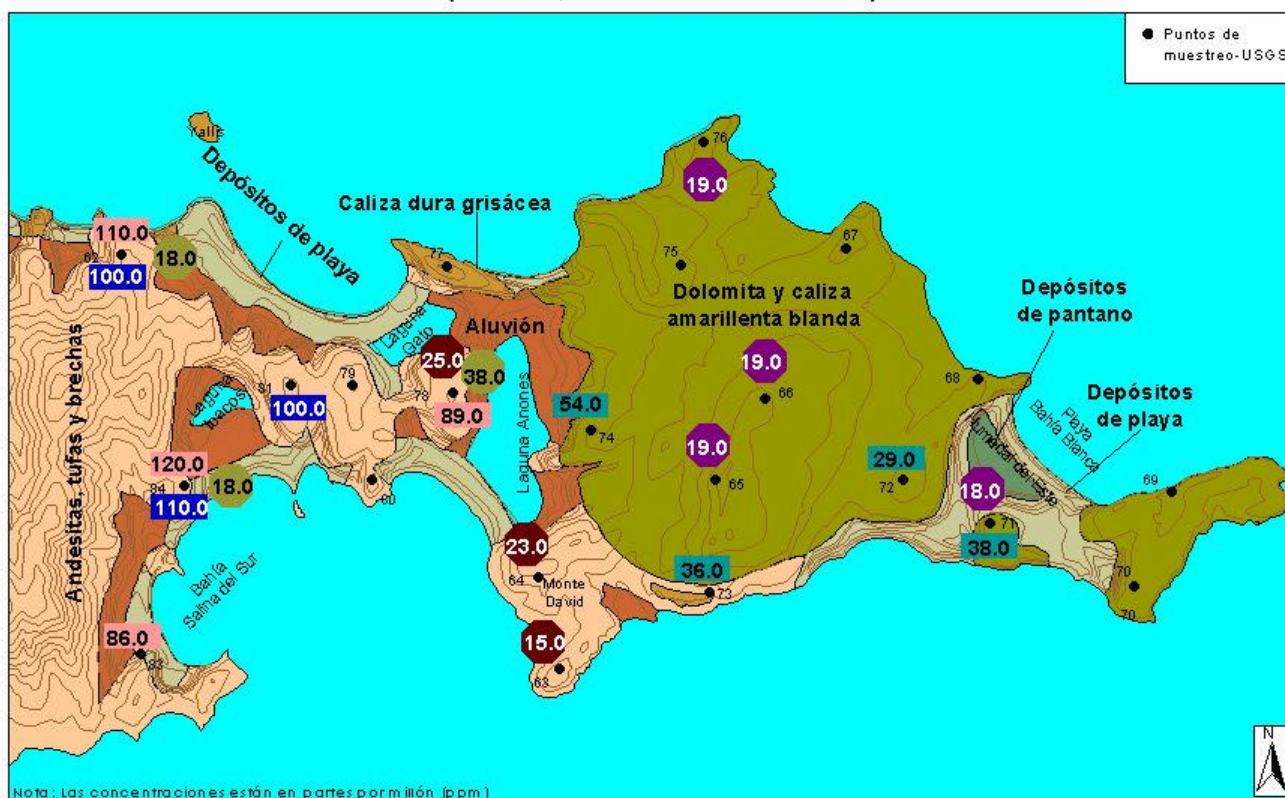 Puntos de
muestreo-USGS
Yallis
Depósitos de playa
Caliza dura grisácea
76
19.0
110.0
62
100.0
18.0
77
75
67
Dolomita y caliza
amarillenta blanda
Depósitos
de pantano
Laguna
Gato
Aluvión
25.0
38.0
19.0
66
68
Depósitos
de playa
Playa
Bahía Blanca
Andesitas, tufas y brechas
81
79
78
100.0
89.0
Laguna Anones
54.0
74
120.0
84
18.0
110.0
80
19.0
65
29.0
72
18.0
71
38.0
69
Bahía
Salina del Sur
23.0
64
Monte
David
36.0
73
70
70
86.0
83
15.0
63
N
Nota: Las concentraciones están en partes por millón (ppm)